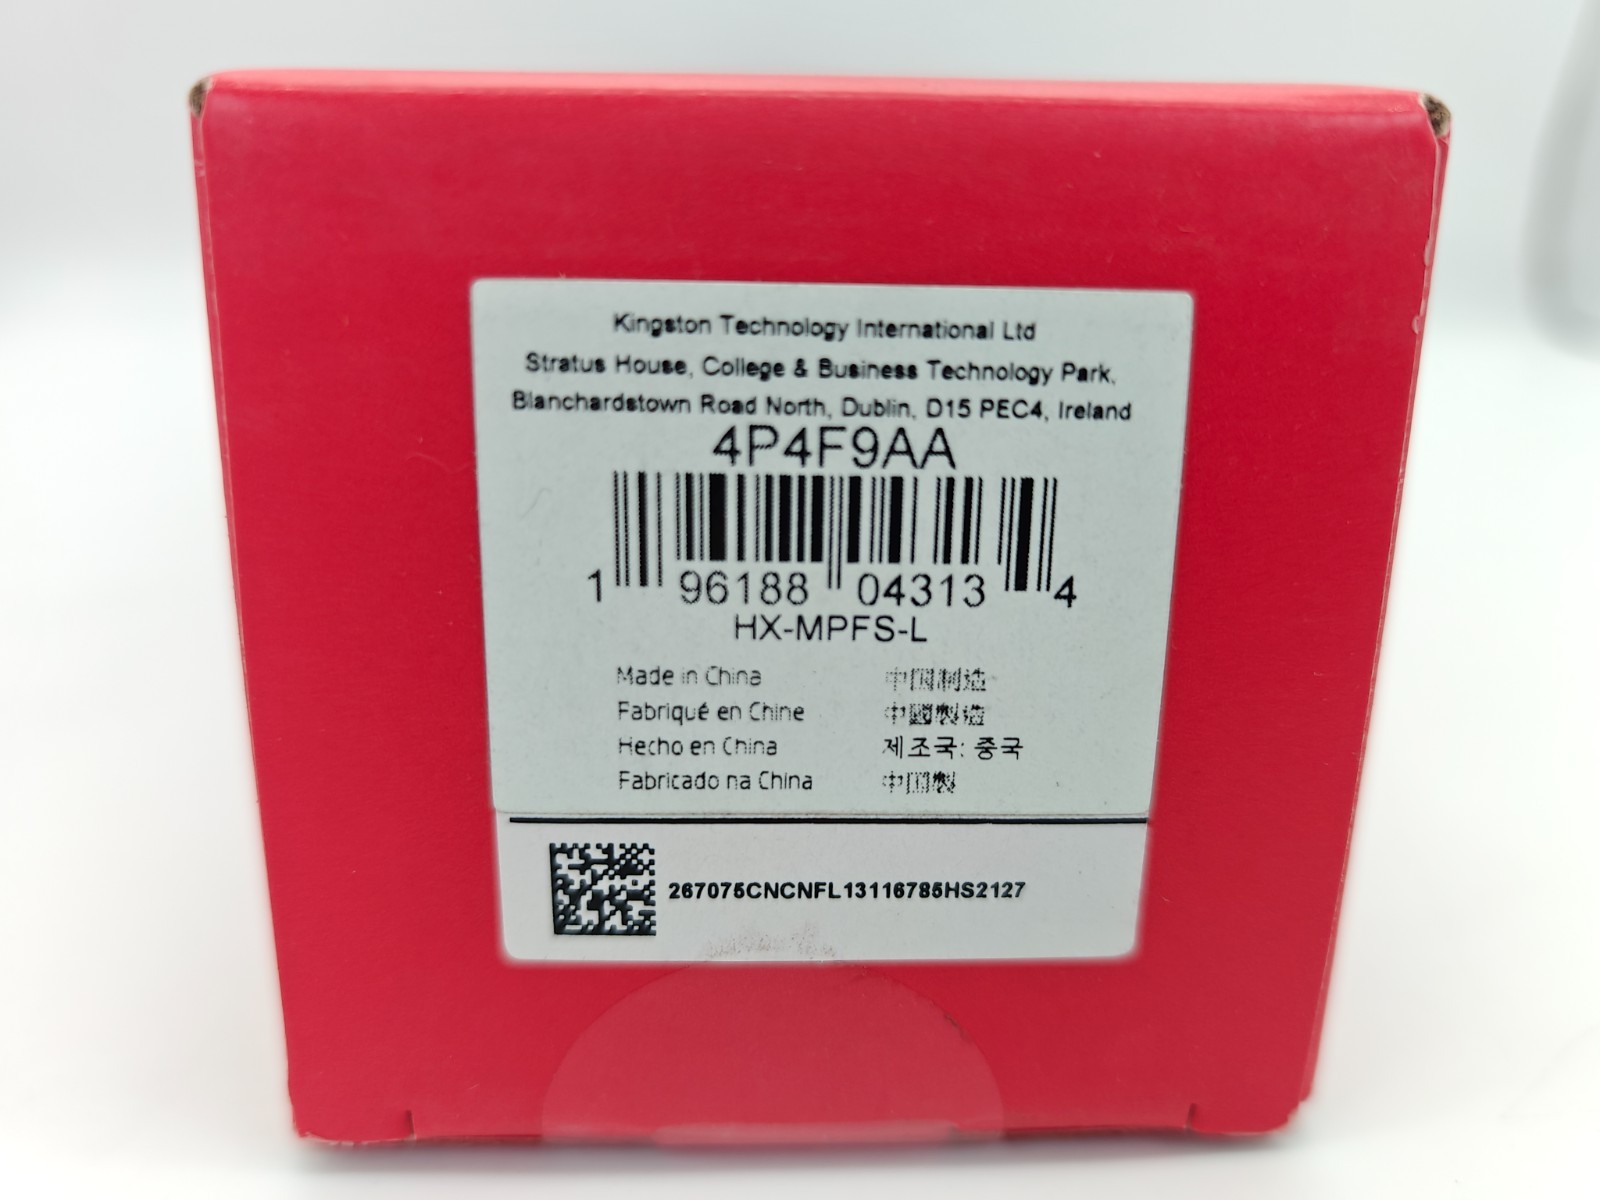 Kingston Technology International Ltd
Stratus House, College & Business Technology Park,
Blanchardstown Road North, Dublin, D15 PEC4, Ireland
4P4F9AA
1 96188 04313 4
HX-MPFS-L
Made in China 中国制造
Fabriqué en Chine 中國製造
Hecho en China 제조국: 중국
Fabricado na China 中国製
267075CNCNFL13116785HS2127